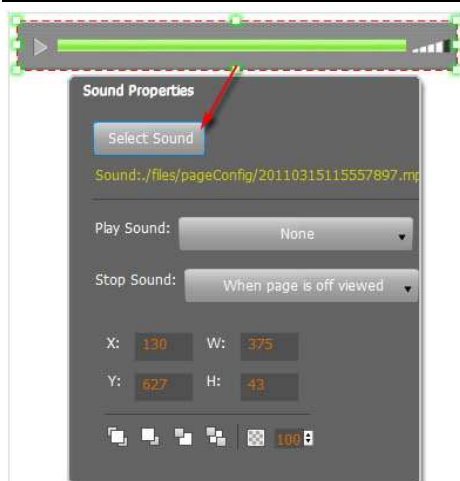 Sound Properties
Select Sound
Sound:./files/pageConfig/20110315115557897.mp
Play Sound: None
Stop Sound: When page is off viewed
X: 130 W: 375
Y: 627 H: 43
100